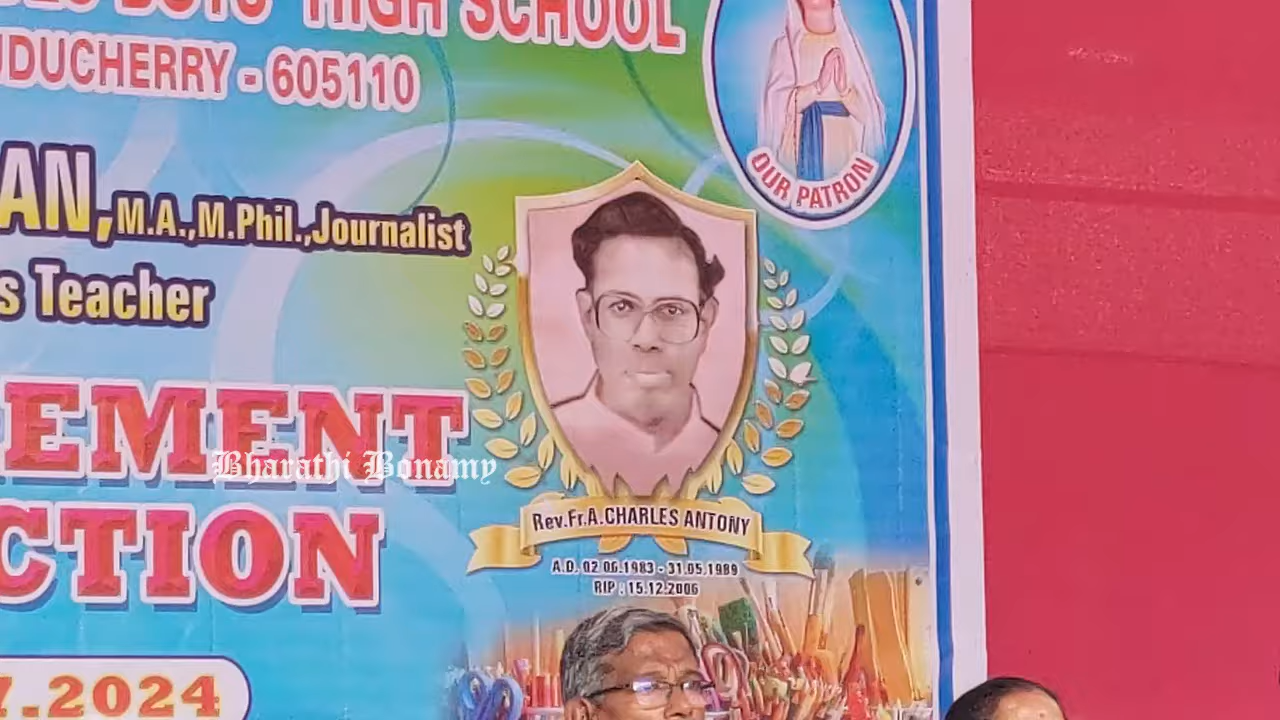 HIGH SCHOOL
UDUCHERRY - 605110
OUR PATRON
AN, M.A.,M.Phil.,Journalist
s Teacher
EMENT
Bharathi Bonamy
CTION
Rev.Fr.A.CHARLES ANTONY
A.D. 02.06.1983 - 31.05.1989
RIP : 15.12.2006
7.2024